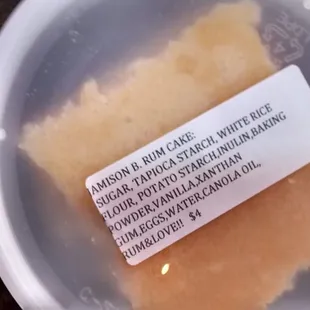 AMISON B. RUM CAKE:
SUGAR, TAPIOCA STARCH, WHITE RICE
FLOUR, POTATO STARCH,INULIN,BAKING
POWDER,VANILLA,XANTHAN
GUM,EGGS,WATER,CANOLA OIL,
RUM&LOVE!! $4